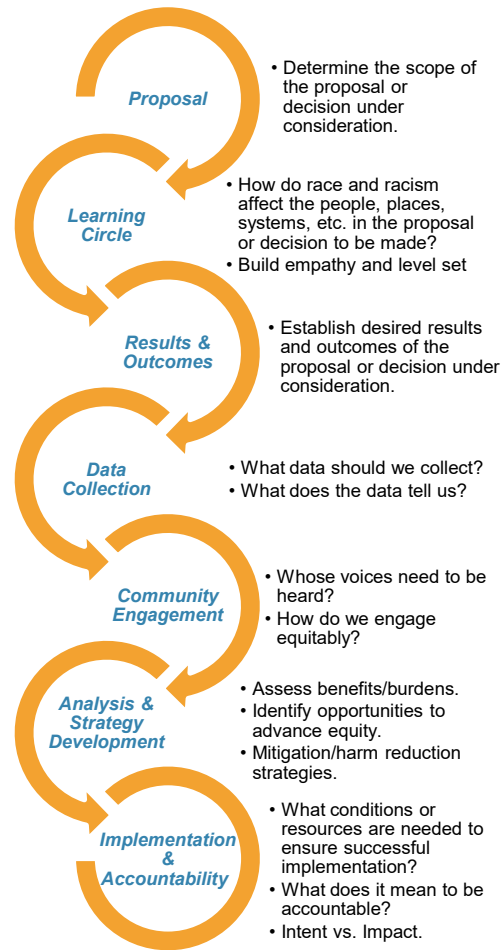 Proposal
• Determine the scope of
the proposal or
decision under
consideration.
Learning
Circle
• How do race and racism
affect the people, places,
systems, etc. in the proposal
or decision to be made?
• Build empathy and level set
Results &
Outcomes
• Establish desired results
and outcomes of the
proposal or decision under
consideration.
Data
Collection
• What data should we collect?
• What does the data tell us?
Community
Engagement
• Whose voices need to be
heard?
• How do we engage
equitably?
Analysis &
Strategy
Development
• Assess benefits/burdens.
• Identify opportunities to
advance equity.
• Mitigation/harm reduction
strategies.
Implementation
&
Accountability
• What conditions or
resources are needed to
ensure successful
implementation?
• What does it mean to be
accountable?
• Intent vs. Impact.